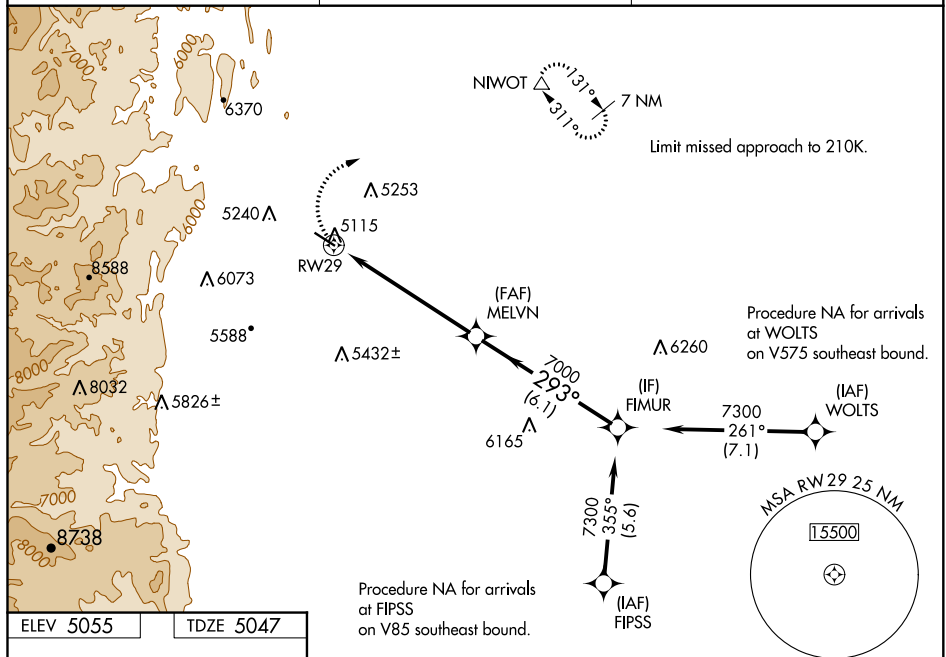 7000
6000
6370
NIWOT
131°
311°
7 NM
Limit missed approach to 210K.
5253
5240
5115
6000
RW29
8588
6073
(FAF)
MELVN
Procedure NA for arrivals
at WOLTS
on V575 southeast bound.
5588
5432±
6260
8000
7000
293°
(6.1)
(IF)
FIMUR
(IAF)
WOLTS
8032
5826±
7300
261°
(7.1)
6165
7000
MSA RW 29 25 NM
15500
7300
355°
(5.6)
8738
8000
Procedure NA for arrivals
at FIPSS
on V85 southeast bound.
(IAF)
FIPSS
ELEV 5055
TDZE 5047